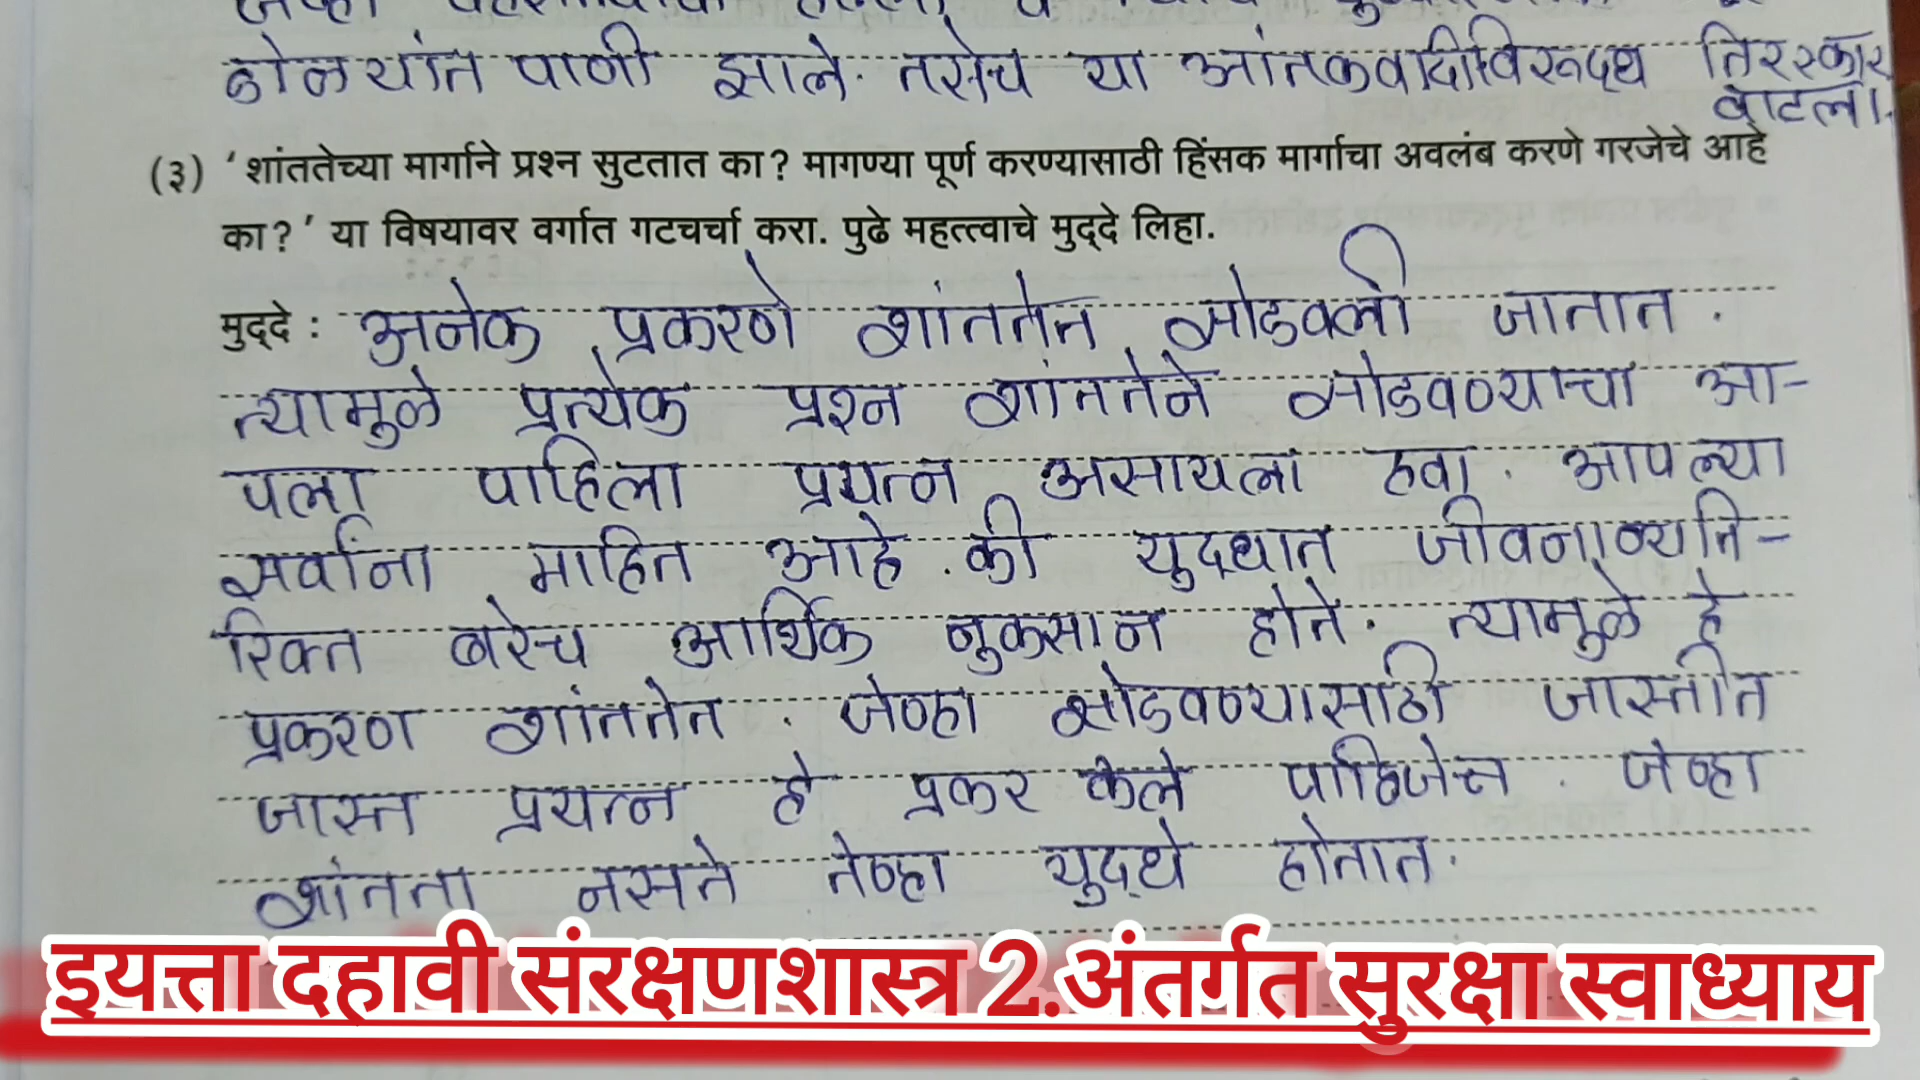 डोळयांत पाणी झाले. तसेच या आंतकवादीविरूद्ध तिरस्कार
वाटला.
(३) ‘शांततेच्या मार्गाने प्रश्न सुटतात का? मागण्या पूर्ण करण्यासाठी हिंसक मार्गाचा अवलंब करणे गरजेचे आहे
का?’ या विषयावर वर्गात गटचर्चा करा. पुढे महत्त्वाचे मुद्दे लिहा.
मुद्दे : अनेक प्रकरणे शांततेन सोडवली जातात.
त्यामुळे प्रत्येक प्रश्न शांततेने सोडवण्याचा आ-
पला पाहिला प्रयत्न असायला हवा. आपल्या
सर्वांना माहित आहे. की युद्धात जीवनाव्यति-
रिक्त बरेच आर्थिक नुकसान होते. त्यामुळे हे
प्रकरण शांततेन. जेव्हा सोडवण्यासाठी जास्तीत
जास्त प्रयत्न हे प्रकर केले पाहिजेत. जेव्हा
शांतता नसते तेव्हा युद्धे होतात.
इयत्ता दहावी संरक्षणशास्त्र 2.अंतर्गत सुरक्षा स्वाध्याय